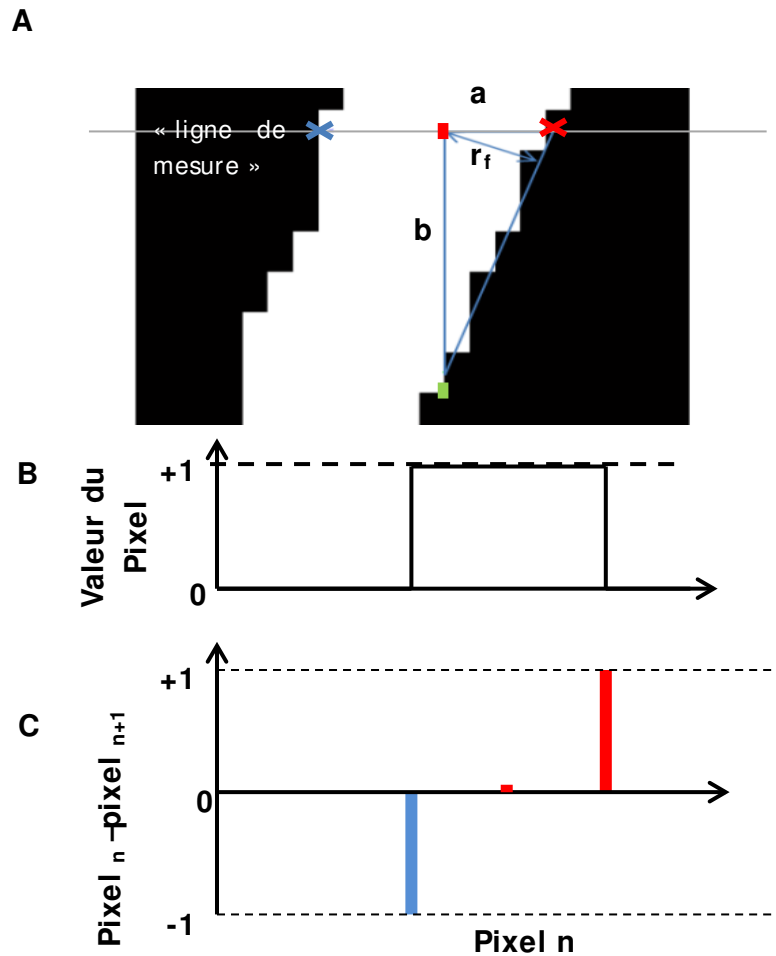 A
a
« ligne de
mesure »
r f
b
B
+1
Valeur du
Pixel
0
C
+1
Pixel n – pixel n+1
0
-1
Pixel n